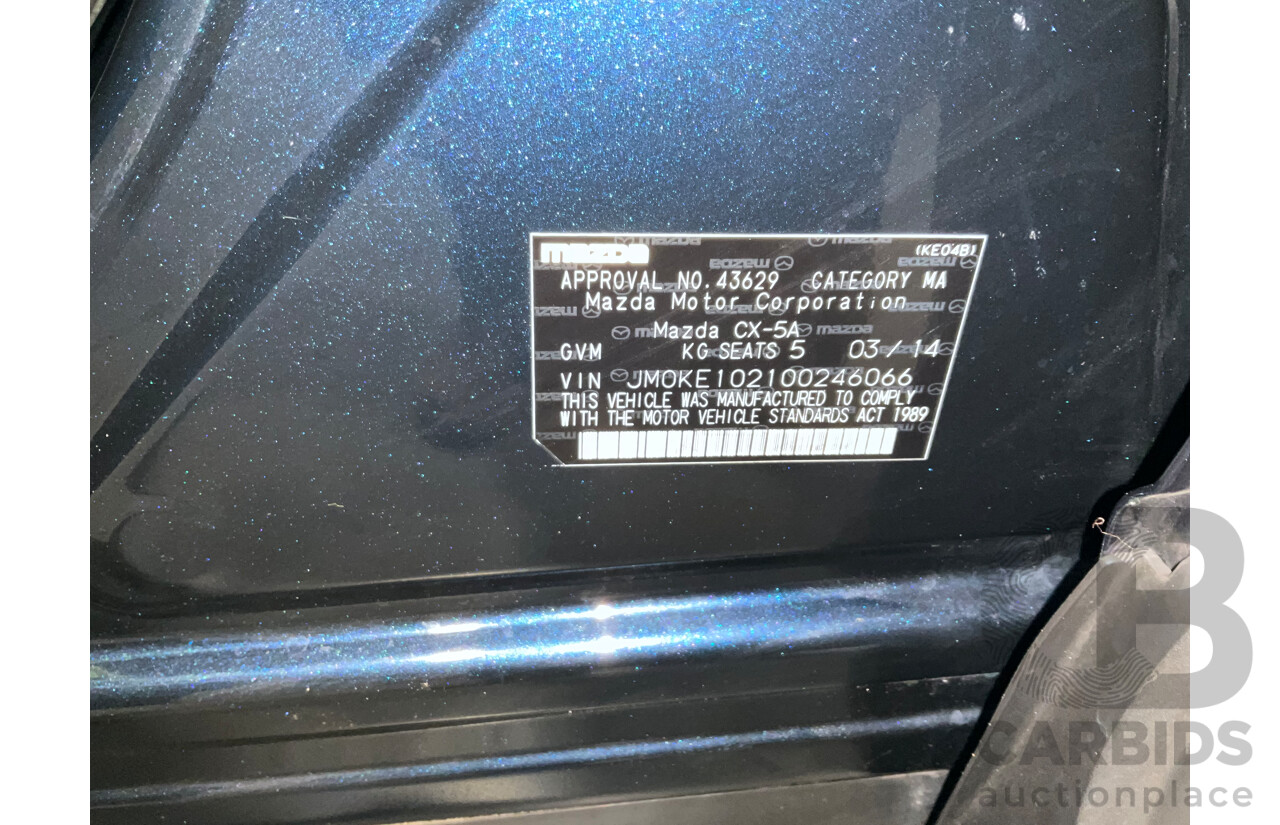 mazda (KE04B)
APPROVAL NO.43629 CATEGORY MA
Mazda Motor Corporation
Mazda CX-5A
GVM KG SEATS 5 03/14
VIN JM0KE102100246066
THIS VEHICLE WAS MANUFACTURED TO COMPLY
WITH THE MOTOR VEHICLE STANDARDS ACT 1989
B
CARBIDS
auctionplace